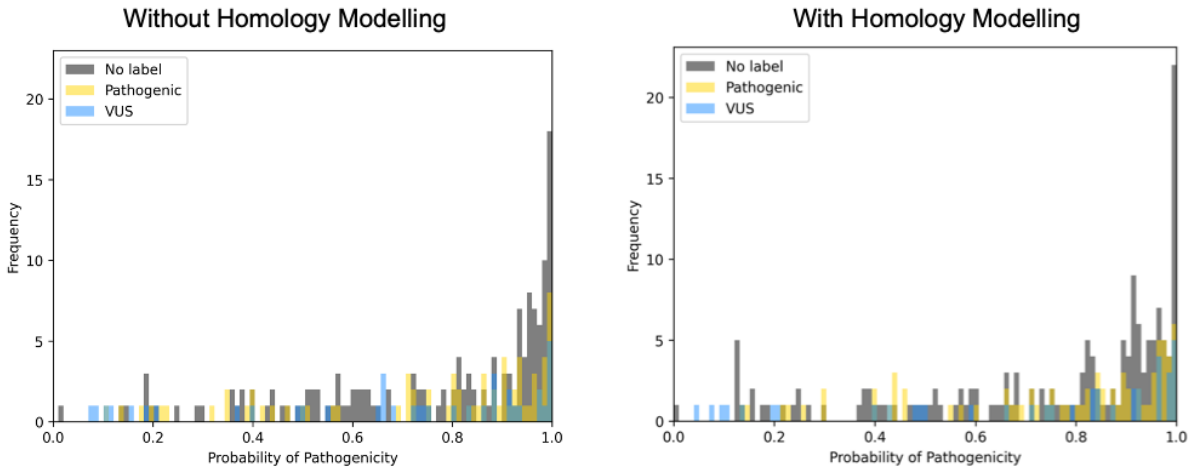 Without Homology Modelling
No label
Pathogenic
VUS
20
15
10
5
0
Frequency
0.0 0.2 0.4 0.6 0.8 1.0
Probability of Pathogenicity
With Homology Modelling
No label
Pathogenic
VUS
20
15
10
5
0
Frequency
0.0 0.2 0.4 0.6 0.8 1.0
Probability of Pathogenicity